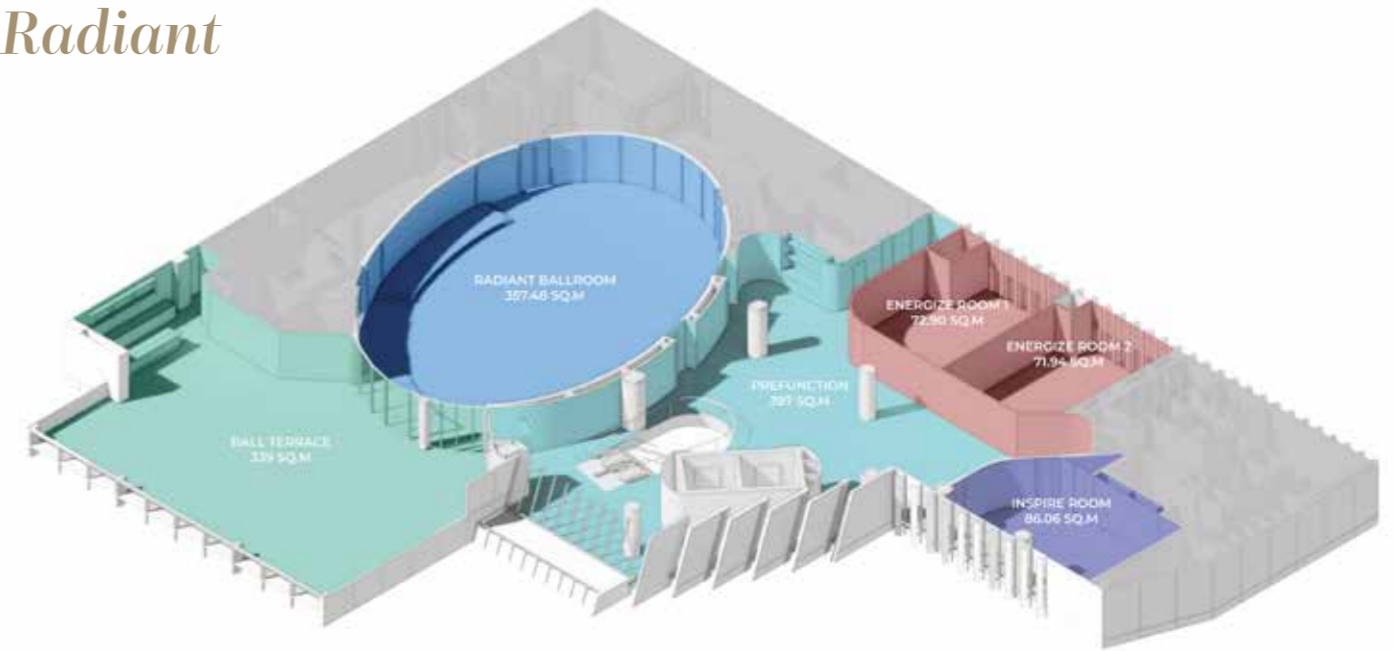 Radiant
RADIANT BALLROOM
357.48 SQ.M
ENERGIZE ROOM 1
72.90 SQ.M
ENERGIZE ROOM 2
71.94 SQ.M
PREFUNCTION
397 SQ.M
BALL TERRACE
339 SQ.M
INSPIRE ROOM
86.06 SQ.M